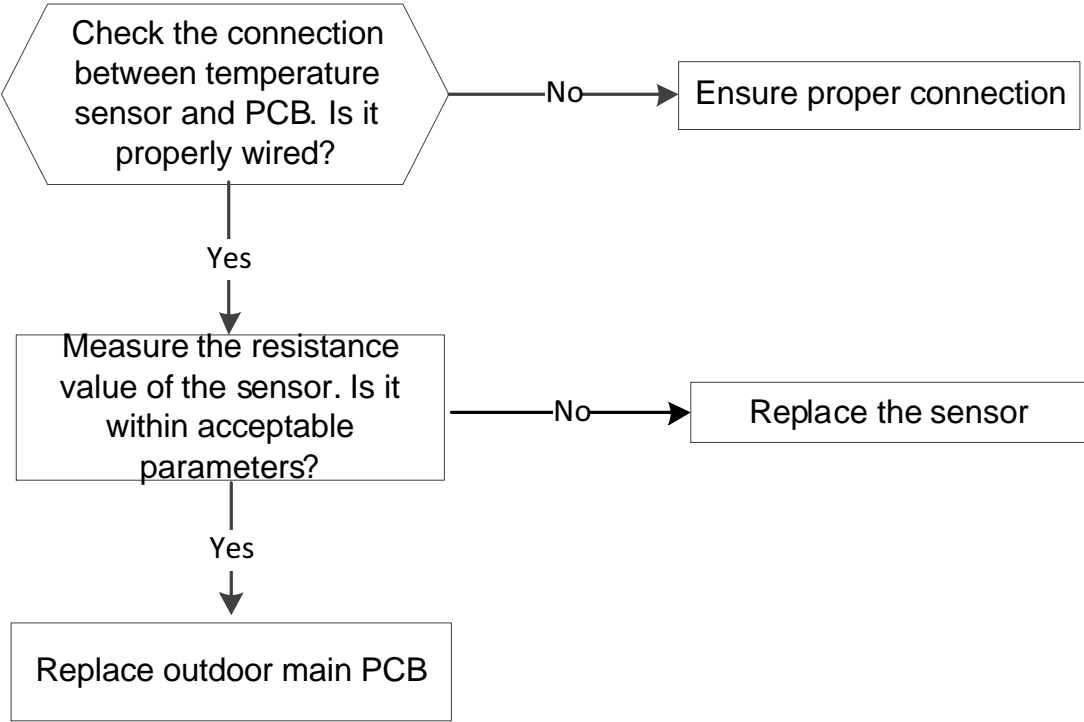 Check the connection
between temperature
sensor and PCB. Is it
properly wired?
No
Ensure proper connection
Yes
Measure the resistance
value of the sensor. Is it
within acceptable
parameters?
No
Replace the sensor
Yes
Replace outdoor main PCB